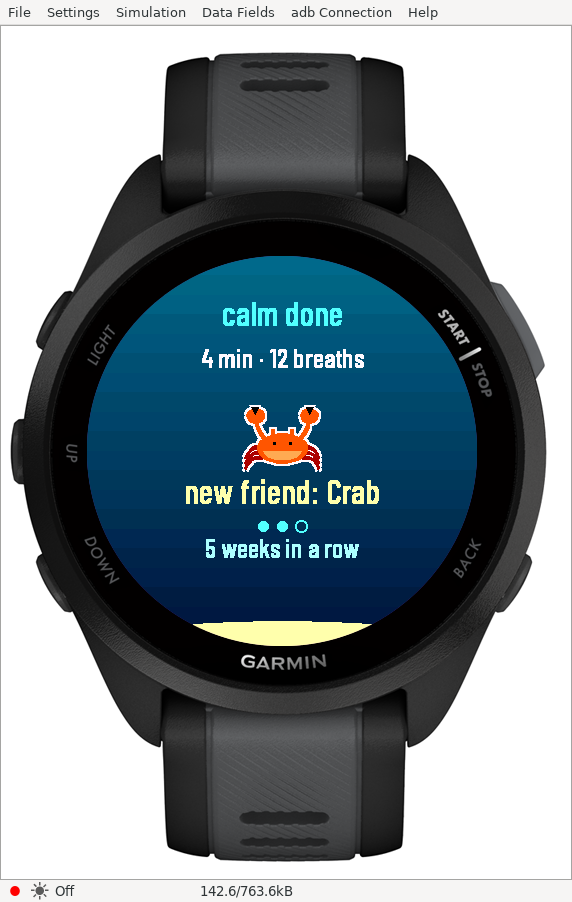 File Settings Simulation Data Fields adb Connection Help
calm done
4 min · 12 breaths
new friend: Crab
5 weeks in a row
LIGHT
UP
DOWN
START
STOP
BACK
GARMIN
Off 142.6/763.6kB